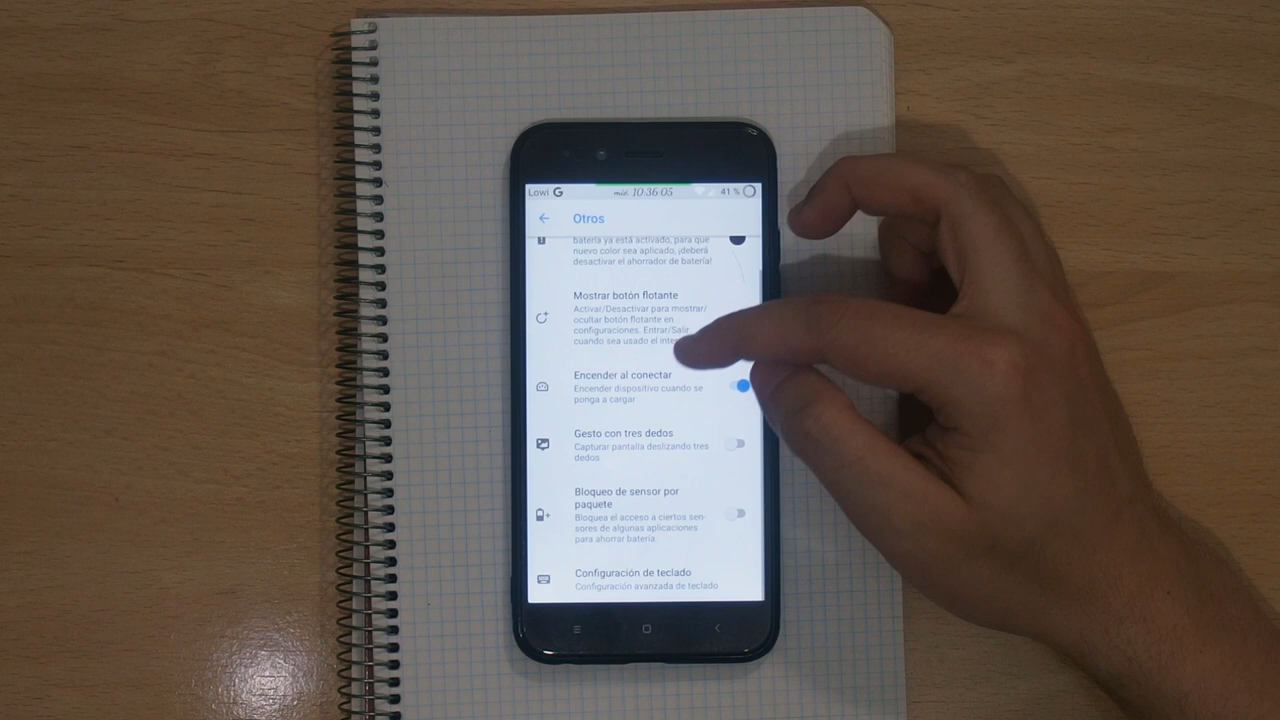 Lowi G mié. 10:36:05 41 %
Otros
batería ya está activado, para que
nuevo color sea aplicado, ¡deberá
desactivar el ahorrador de batería!
Mostrar botón flotante
Activar/Desactivar para mostrar/
ocultar botón flotante en
configuraciones. Entrar/Salir
cuando sea usado el
Encender al conectar
Encender dispositivo cuando se
ponga a cargar
Gesto con tres dedos
Capturar pantalla deslizando tres
dedos
Bloqueo de sensor por
paquete
Bloquea el acceso a ciertos sen-
sores de algunas aplicaciones
para ahorrar batería.
Configuración de teclado
Configuración avanzada de teclado